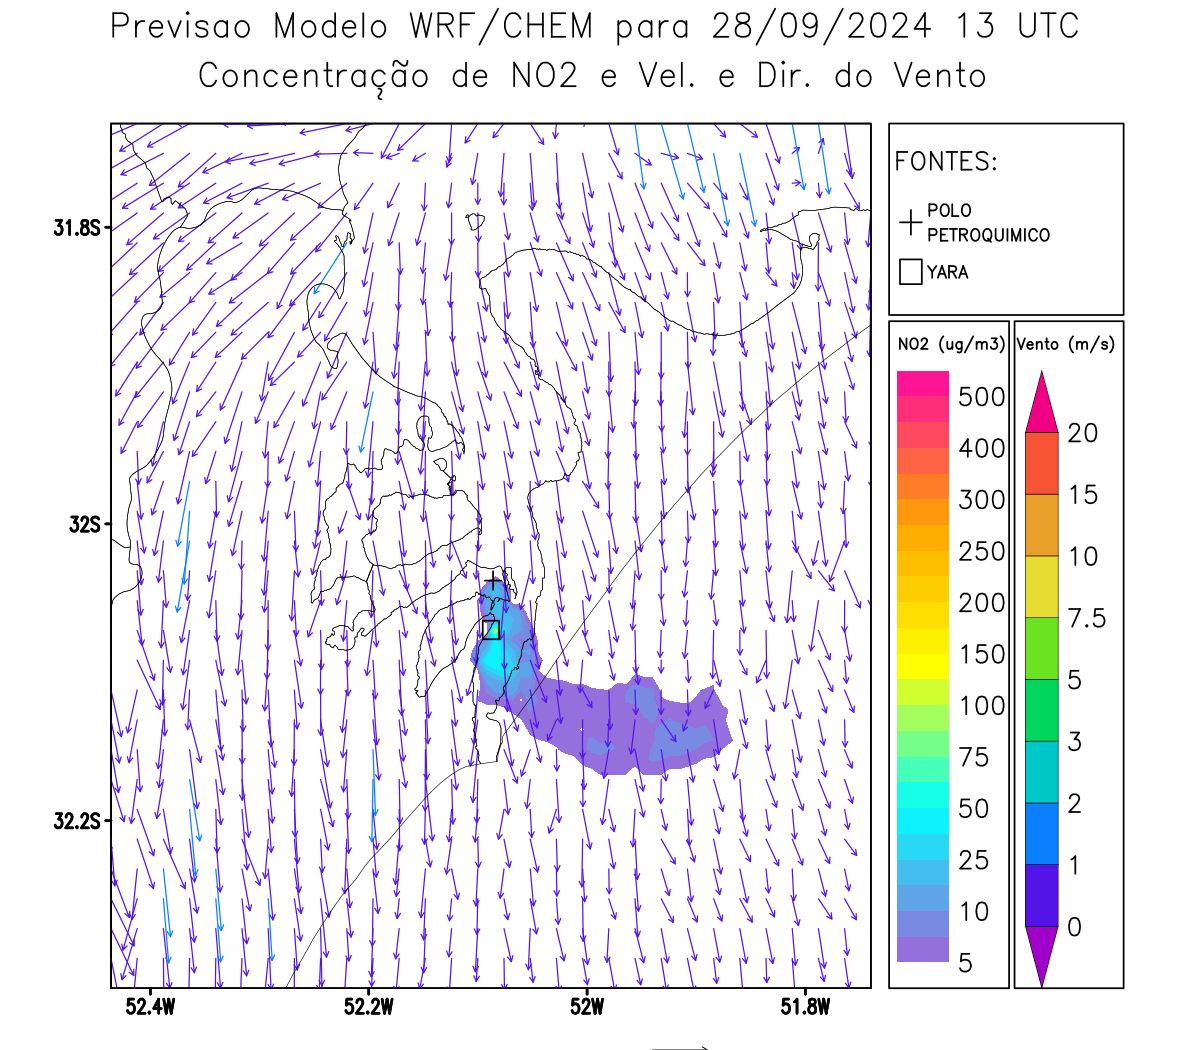 Previsao Modelo WRF/CHEM para 28/09/2024 13 UTC
Concentração de NO2 e Vel. e Dir. do Vento
FONTES:
POLO
PETROQUIMICO
YARA
31.8S
32S
32.2S
52.4W
52.2W
52W
51.8W
NO2 (ug/m3)
500
400
300
250
200
150
100
75
50
25
10
5
Vento (m/s)
20
15
10
7.5
5
3
2
1
0